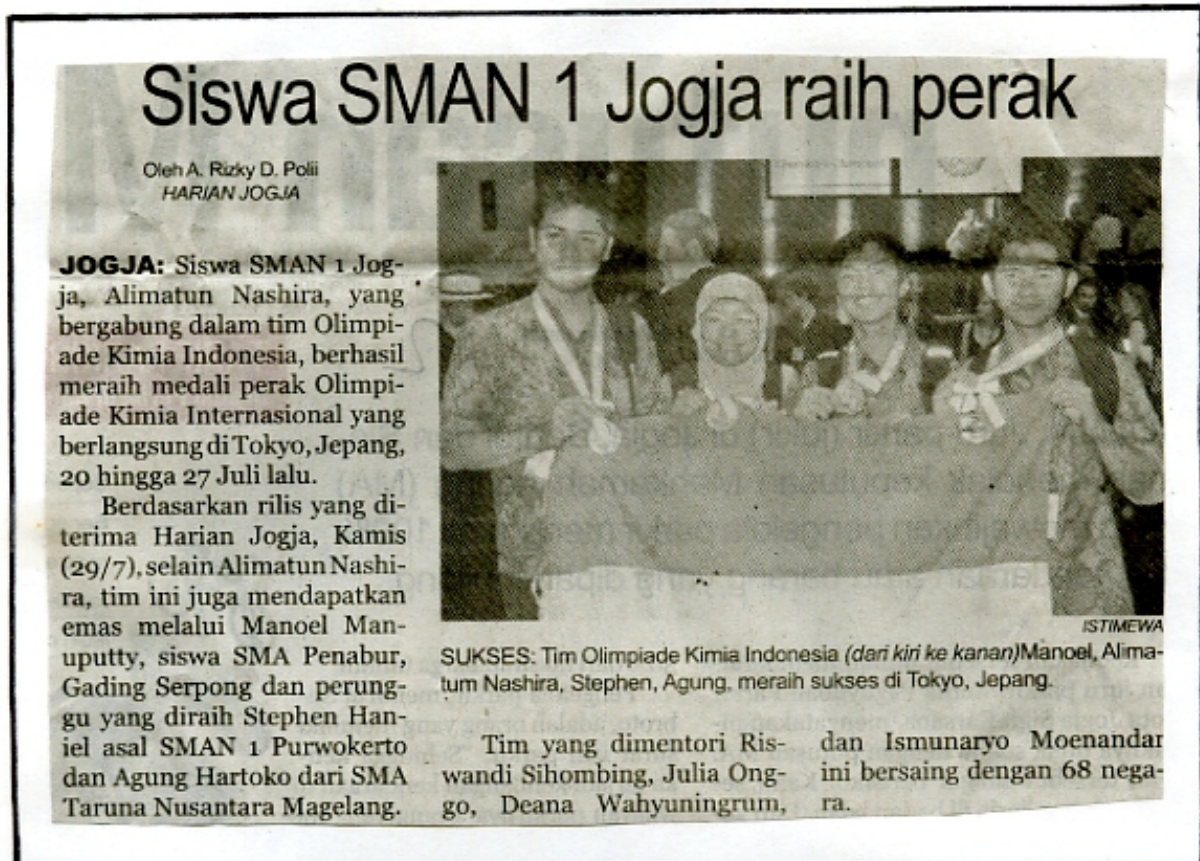 Siswa SMAN 1 Jogja raih perak
Oleh A. Rizky D. Polii
HARIAN JOGJA
JOGJA: Siswa SMAN 1 Jog-
ja, Alimatun Nashira, yang
bergabung dalam tim Olimpi-
ade Kimia Indonesia, berhasil
meraih medali perak Olimpi-
ade Kimia Internasional yang
berlangsung di Tokyo, Jepang,
20 hingga 27 Juli lalu.
Berdasarkan rilis yang di-
terima Harian Jogja, Kamis
(29/7), selain Alimatun Nashi-
ra, tim ini juga mendapatkan
emas melalui Manoel Man-
uputty, siswa SMA Penabur,
Gading Serpong dan perung-
gu yang diraih Stephen Han-
iel asal SMAN 1 Purwokerto
dan Agung Hartoko dari SMA
Taruna Nusantara Magelang.
ISTIMEWA
SUKSES: Tim Olimpiade Kimia Indonesia (dari kiri ke kanan)Manoel, Alima-
tum Nashira, Stephen, Agung, meraih sukses di Tokyo, Jepang.
Tim yang dimentori Ris-
wandi Sihombing, Julia Ong-
go, Deana Wahyuningrum,
dan Ismunaryo Moenandar
ini bersaing dengan 68 nega-
ra.